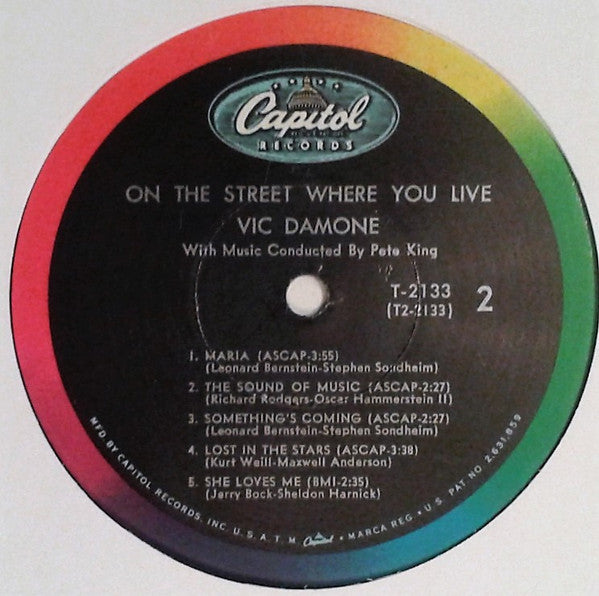 Capitol
RECORDS
ON THE STREET WHERE YOU LIVE
VIC DAMONE
With Music Conducted By Pete King
T-2133
(T2-2133)
2
1. MARIA (ASCAP-3:55)
(Leonard Bernstein-Stephen Sondheim)
2. THE SOUND OF MUSIC (ASCAP-2:27)
(Richard Rodgers-Oscar Hammerstein II)
3. SOMETHING'S COMING (ASCAP-2:27)
(Leonard Bernstein-Stephen Sondheim)
4. LOST IN THE STARS (ASCAP-3:38)
(Kurt Weill-Maxwell Anderson)
5. SHE LOVES ME (BMI-2:35)
(Jerry Bock-Sheldon Harnick)
MFD. BY CAPITOL RECORDS, INC. U.S.A. T.M. Capitol • MARCA REG. • U.S. PAT. NO. 2,631,859